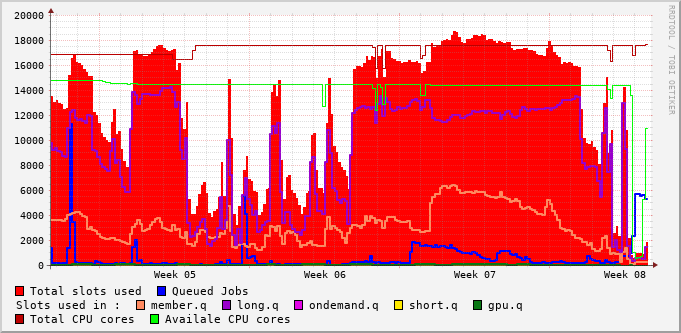 20000
18000
16000
14000
12000
10000
8000
6000
4000
2000
0
Week 05 Week 06 Week 07 Week 08
RRDTOOL / TOBI OETIKER
Total slots used Queued Jobs
Slots used in : member.q long.q ondemand.q short.q gpu.q
Total CPU cores Availale CPU cores